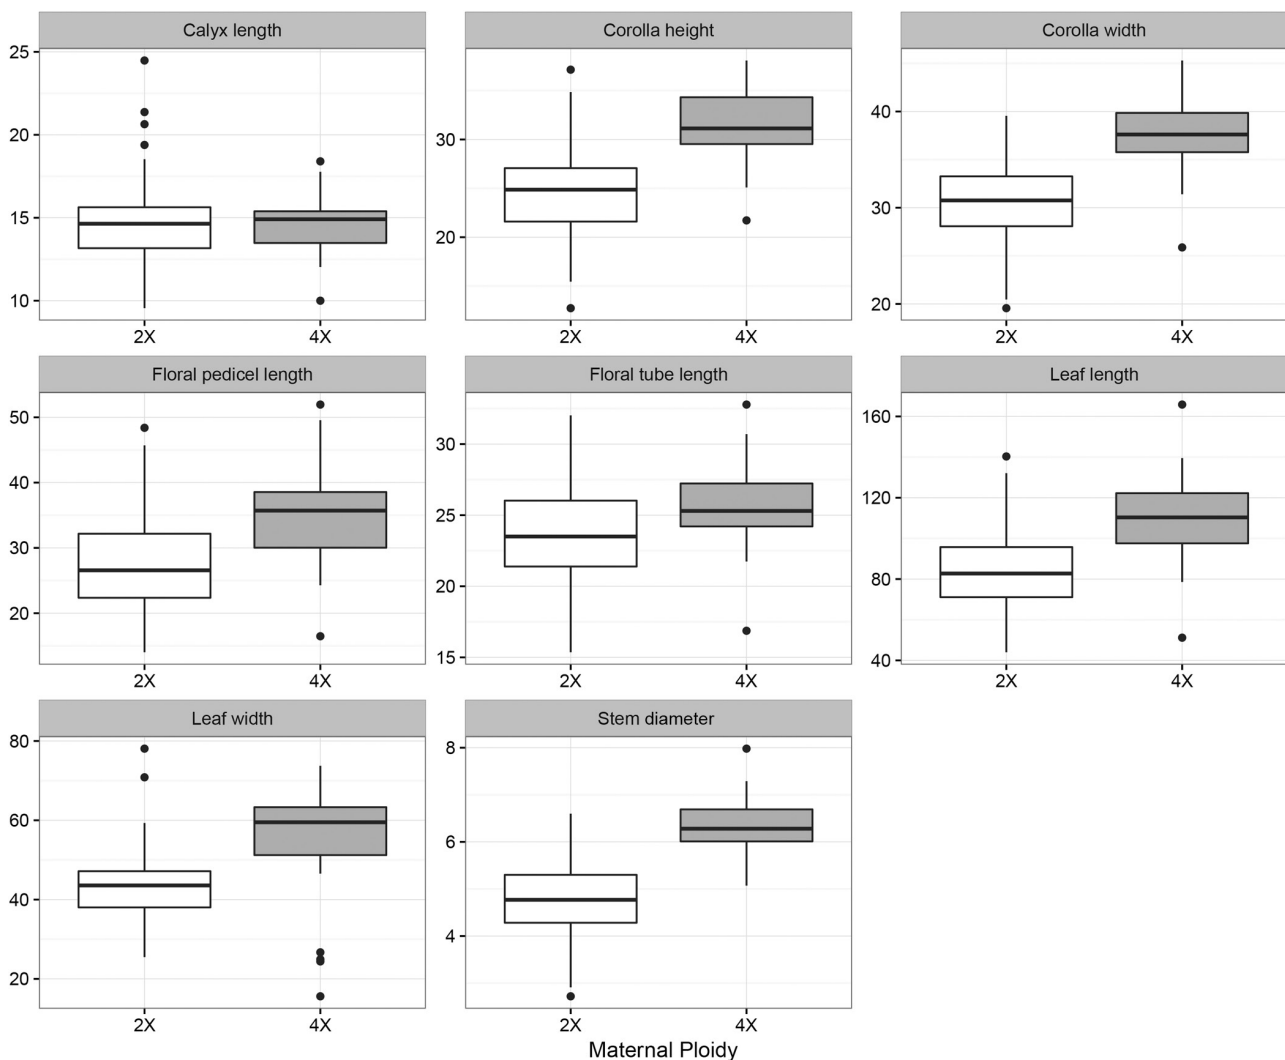 Calyx length
Corolla height
Corolla width
25
20
15
10
30
20
40
30
20
2X
4X
2X
4X
2X
4X
Floral pedicel length
Floral tube length
Leaf length
50
40
30
20
30
25
20
15
160
120
80
40
2X
4X
2X
4X
2X
4X
Leaf width
Stem diameter
80
60
40
20
8
6
4
2X
4X
2X
4X
Maternal Ploidy